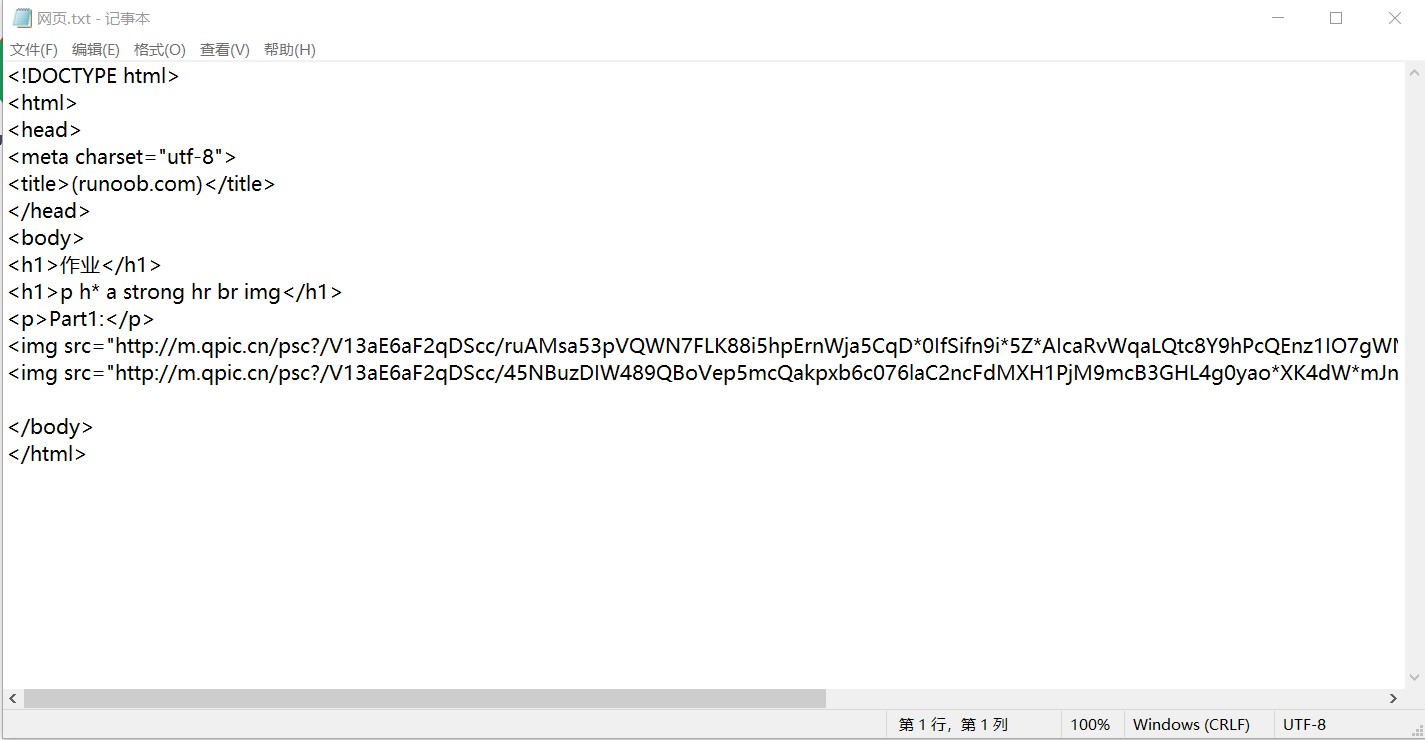 网页.txt - 记事本
文件(F) 编辑(E) 格式(O) 查看(V) 帮助(H)
<!DOCTYPE html>
<html>
<head>
<meta charset="utf-8">
<title>(runoob.com)</title>
</head>
<body>
<h1>作业</h1>
<h1>p h* a strong hr br img</h1>
<p>Part1:</p>
<img src="http://m.qpic.cn/psc?/V13aE6aF2qDScc/ruAMsa53pVQWN7FLK88i5hpErnWja5CqD*0IfSifn9i*5Z*AIcaRvWqaLQtc8Y9hPcQEnz1IO7gW
<img src="http://m.qpic.cn/psc?/V13aE6aF2qDScc/45NBuzDIW489QBoVep5mcQakpxb6c076laC2ncFdMXH1PjM9mcB3GHL4g0yao*XK4dW*mJn
</body>
</html>
第 1 行，第 1 列 100% Windows (CRLF) UTF-8